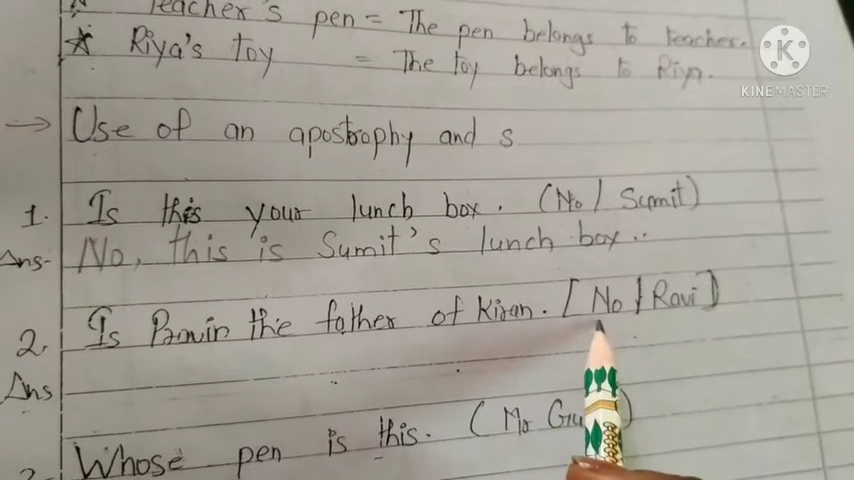 Teacher's pen = The pen belongs to teacher.
* Riya's toy = The toy belongs to Riya.
KINEMASTER
→ Use of an apostrophy and s
1. Is this your lunch box. (No / Sumit)
Ans- No, this is Sumit's lunch box..
2. Is Pravin the father of Kiran. [No / Ravi]
Ans
Whose pen is this. (Mr